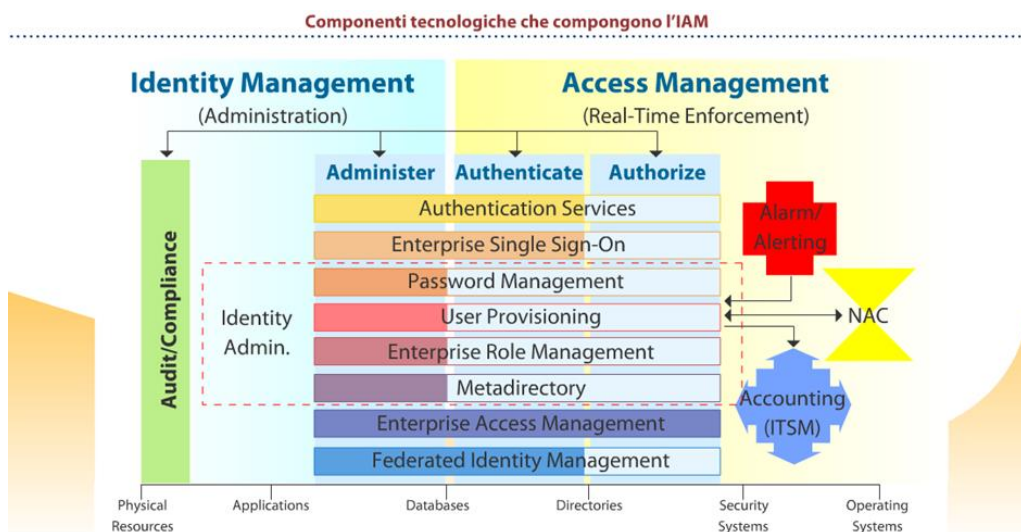 Componenti tecnologiche che compongono l'IAM
Identity Management
(Administration)
Access Management
(Real-Time Enforcement)
Audit/Compliance
Administer
Authenticate
Authorize
Authentication Services
Enterprise Single Sign-On
Password Management
User Provisioning
Enterprise Role Management
Metadirectory
Enterprise Access Management
Federated Identity Management
Identity
Admin.
Alarm/
Alerting
NAC
Accounting
(ITSM)
Physical
Resources
Applications
Databases
Directories
Security
Systems
Operating
Systems